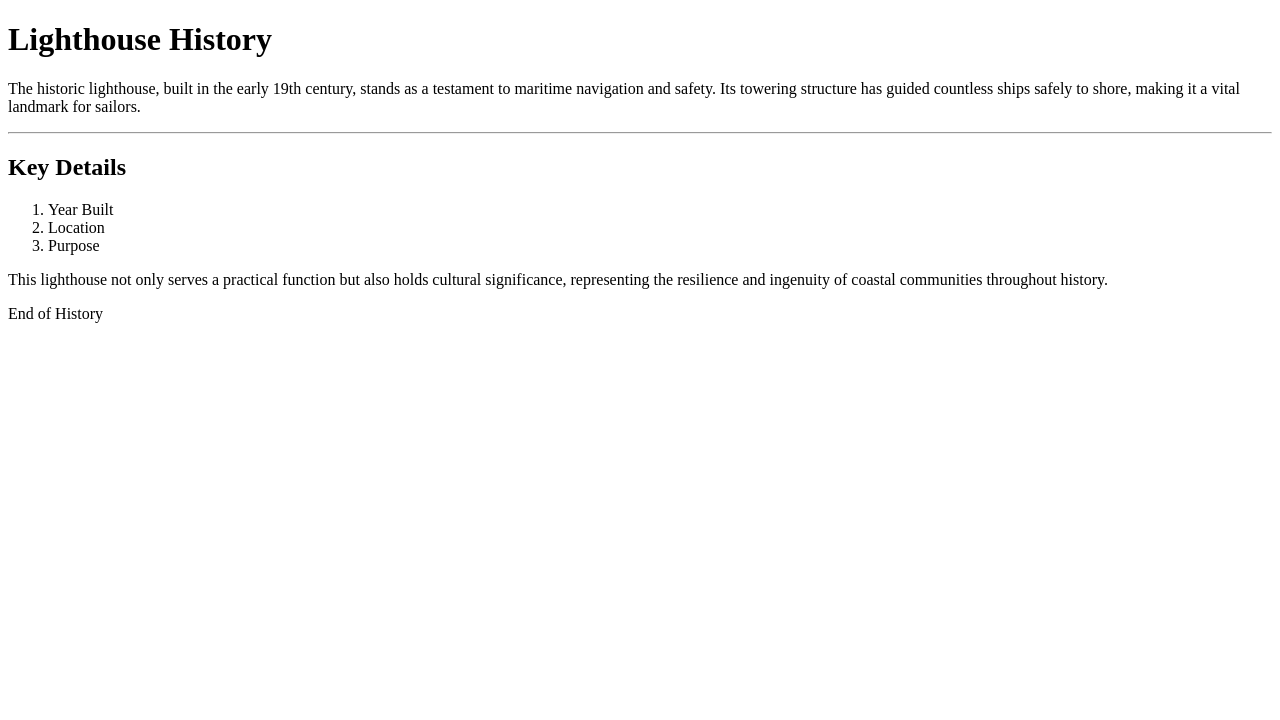 Lighthouse History
The historic lighthouse, built in the early 19th century, stands as a testament to maritime navigation and safety. Its towering structure has guided countless ships safely to shore, making it a vital
landmark for sailors.
Key Details
1. Year Built
2. Location
3. Purpose
This lighthouse not only serves a practical function but also holds cultural significance, representing the resilience and ingenuity of coastal communities throughout history.
End of History